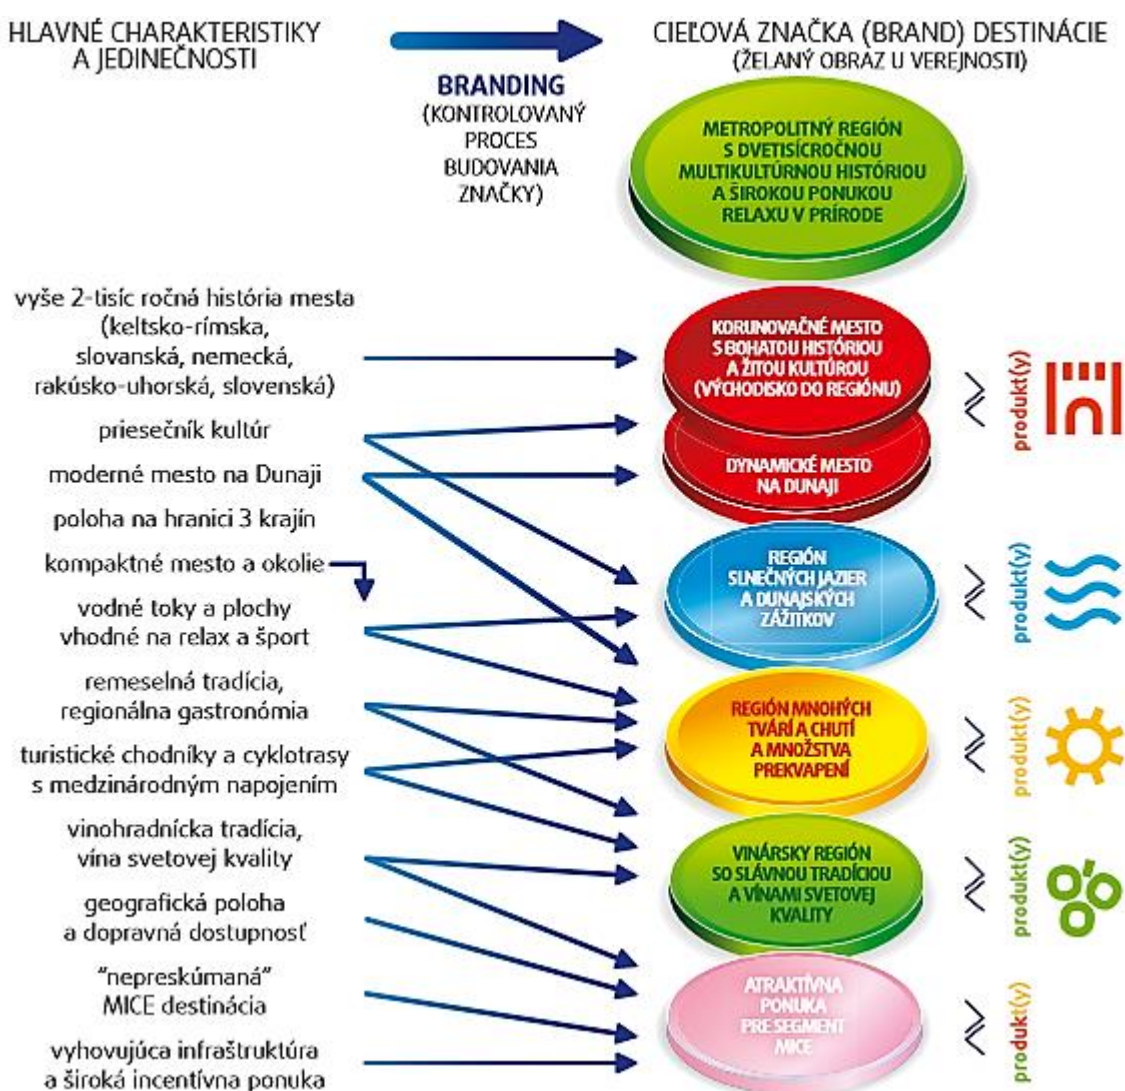 HLAVNÉ CHARAKTERISTIKY
A JEDINEČNOSTI
BRANDING
(KONTROLOVANÝ
PROCES
BUDOVANIA
ZNAČKY)
CIEĽOVÁ ZNAČKA (BRAND) DESTINÁCIE
(ŽELANÝ OBRAZ U VEREJNOSTI)
METROPOLITNÝ REGIÓN
S DVETISÍCROČNOU
MULTIKULTÚRNOU HISTÓRIOU
A ŠIROKOU PONUKOU
RELAXU V PRÍRODE
vyše 2-tisíc ročná história mesta
(keltsko-rímska,
slovanská, nemecká,
rakúsko-uhorská, slovenská)
priesečník kultúr
moderné mesto na Dunaji
poloha na hranici 3 krajín
kompaktné mesto a okolie
vodné toky a plochy
vhodné na relax a šport
remeselná tradícia,
regionálna gastronómia
turistické chodníky a cyklotrasy
s medzinárodným napojením
vinohradnícka tradícia,
vína svetovej kvality
geografická poloha
a dopravná dostupnosť
"nepreskúmaná"
MICE destinácia
vyhovujúca infraštruktúra
a široká incentívna ponuka
KORUNOVAČNÉ MESTO
S BOHATOU HISTÓRIOU
A ŽITOU KULTÚROU
(VÝCHODISKO DO REGIÓNU)
DYNAMICKÉ MESTO
NA DUNAJI
produkt(y)
REGIÓN
SLNEČNÝCH JAZIER
A DUNAJSKÝCH
ZÁŽITKOV
produkt(y)
REGIÓN MNOHÝCH
TVÁRÍ A CHUTÍ
A MNOŽSTVA
PREKVAPENÍ
produkt(y)
VINÁRSKY REGIÓN
SO SLÁVNOU TRADÍCIOU
A VÍNAMI SVETOVEJ
KVALITY
produkt(y)
ATRAKTÍVNA
PONUKA
PRE SEGMENT
MICE
produkt(y)